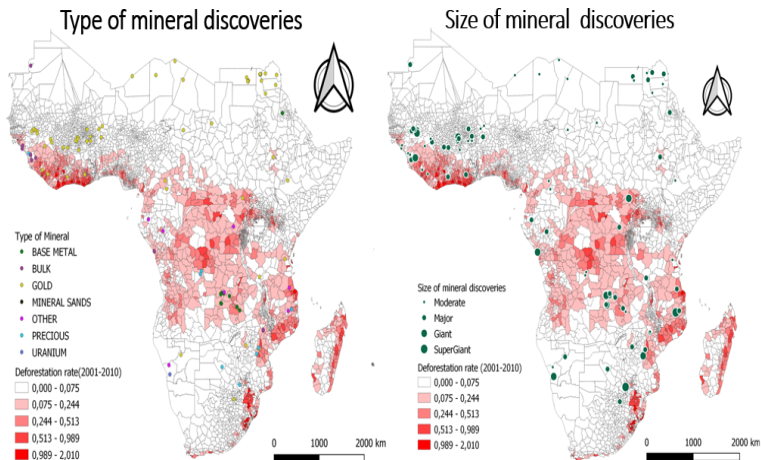 Type of mineral discoveries
Type of Mineral
BASE METAL
BULK
GOLD
MINERAL SANDS
OTHER
PRECIOUS
URANIUM
Deforestation rate(2001-2010)
0,000 - 0,075
0,075 - 0,244
0,244 - 0,513
0,513 - 0,989
0,989 - 2,010
0 1000 2000 km
Size of mineral discoveries
Size of mineral discoveries
Moderate
Major
Giant
SuperGiant
Deforestation rate (2001-2010)
0,000 - 0,075
0,075 - 0,244
0,244 - 0,513
0,513 - 0,989
0,989 - 2,010
0 1000 2000 km